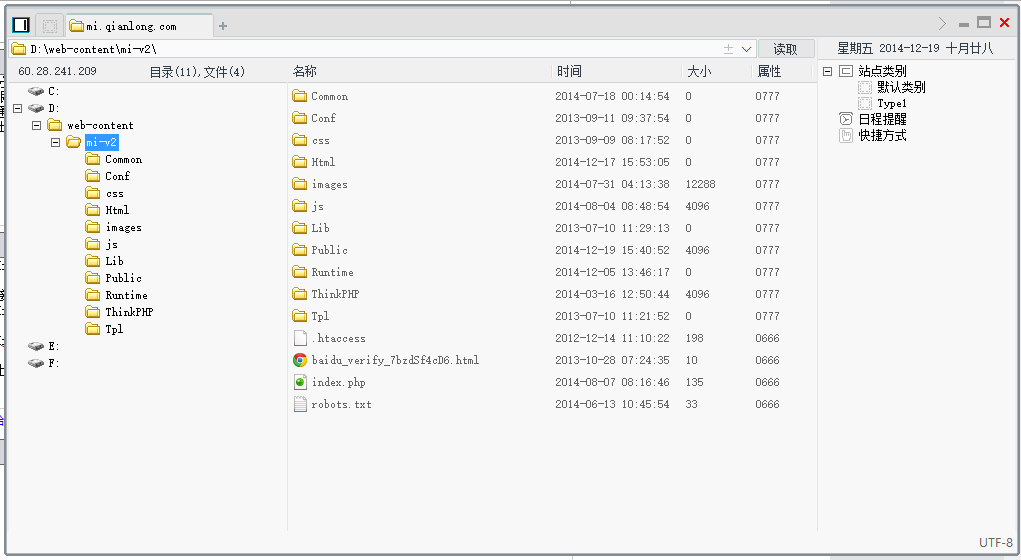 mi.qianlong.com
D:\web-content\mi-v2\ 读取 星期五 2014-12-19 十月廿八
60.28.241.209 目录(11),文件(4) 名称 时间 大小 属性
C:
D:
web-content
mi-v2
Common
Conf
css
Html
images
js
Lib
Public
Runtime
ThinkPHP
Tpl
E:
F:
Common 2014-07-18 00:14:54 0 0777
Conf 2013-09-11 09:37:54 0 0777
css 2013-09-09 08:17:52 0 0777
Html 2014-12-17 15:53:05 0 0777
images 2014-07-31 04:13:38 12288 0777
js 2014-08-04 08:48:54 4096 0777
Lib 2013-07-10 11:29:13 0 0777
Public 2014-12-19 15:40:52 4096 0777
Runtime 2014-12-05 13:46:17 0 0777
ThinkPHP 2014-03-16 12:50:44 4096 0777
Tpl 2013-07-10 11:21:52 0 0777
.htaccess 2012-12-14 11:10:22 198 0666
baidu_verify_7bzdSf4cD6.html 2013-10-28 07:24:35 10 0666
index.php 2014-08-07 08:16:46 135 0666
robots.txt 2014-06-13 10:45:54 33 0666
站点类别
默认类别
Type1
日程提醒
快捷方式
UTF-8